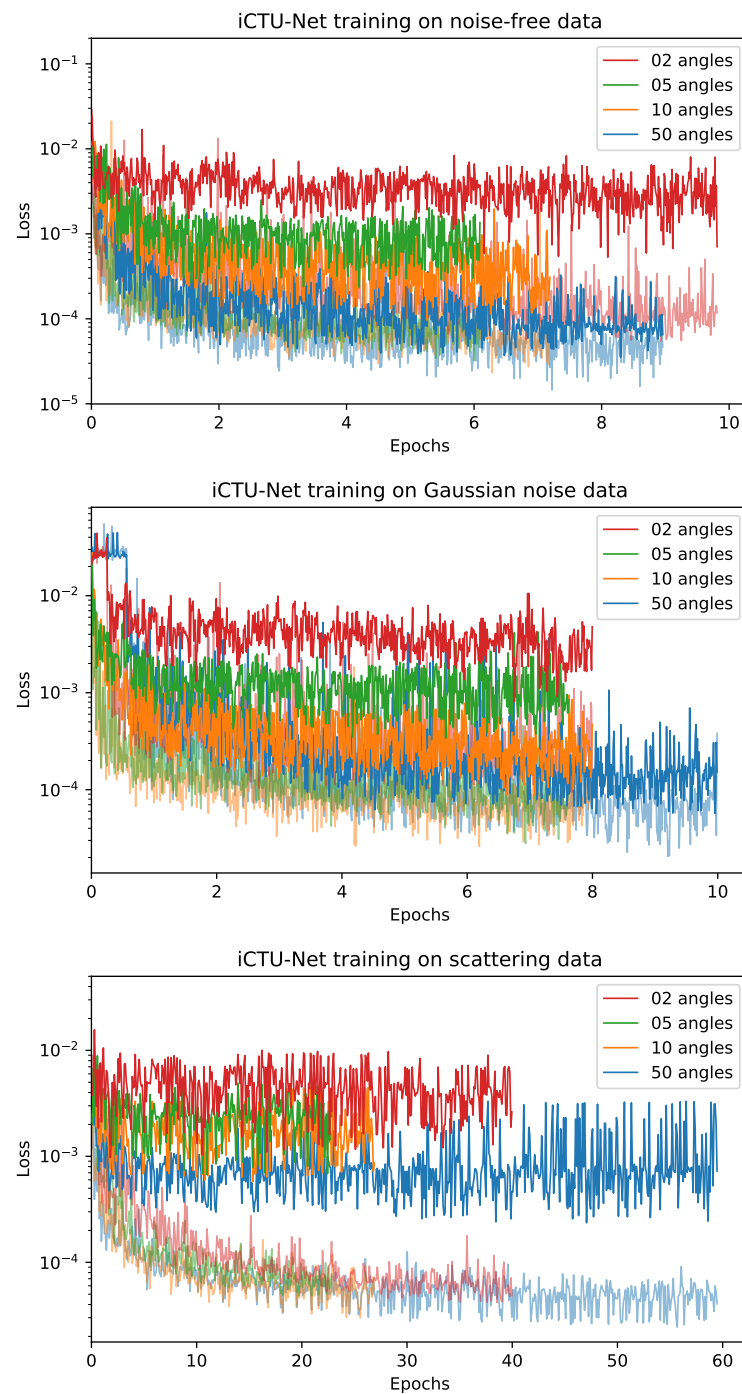 iCTU-Net training on noise-free data
10⁻¹
10⁻²
10⁻³
10⁻⁴
10⁻⁵
Loss
02 angles
05 angles
10 angles
50 angles
0 2 4 6 8 10
Epochs
iCTU-Net training on Gaussian noise data
10⁻²
10⁻³
10⁻⁴
Loss
02 angles
05 angles
10 angles
50 angles
0 2 4 6 8 10
Epochs
iCTU-Net training on scattering data
10⁻²
10⁻³
10⁻⁴
Loss
02 angles
05 angles
10 angles
50 angles
0 10 20 30 40 50 60
Epochs